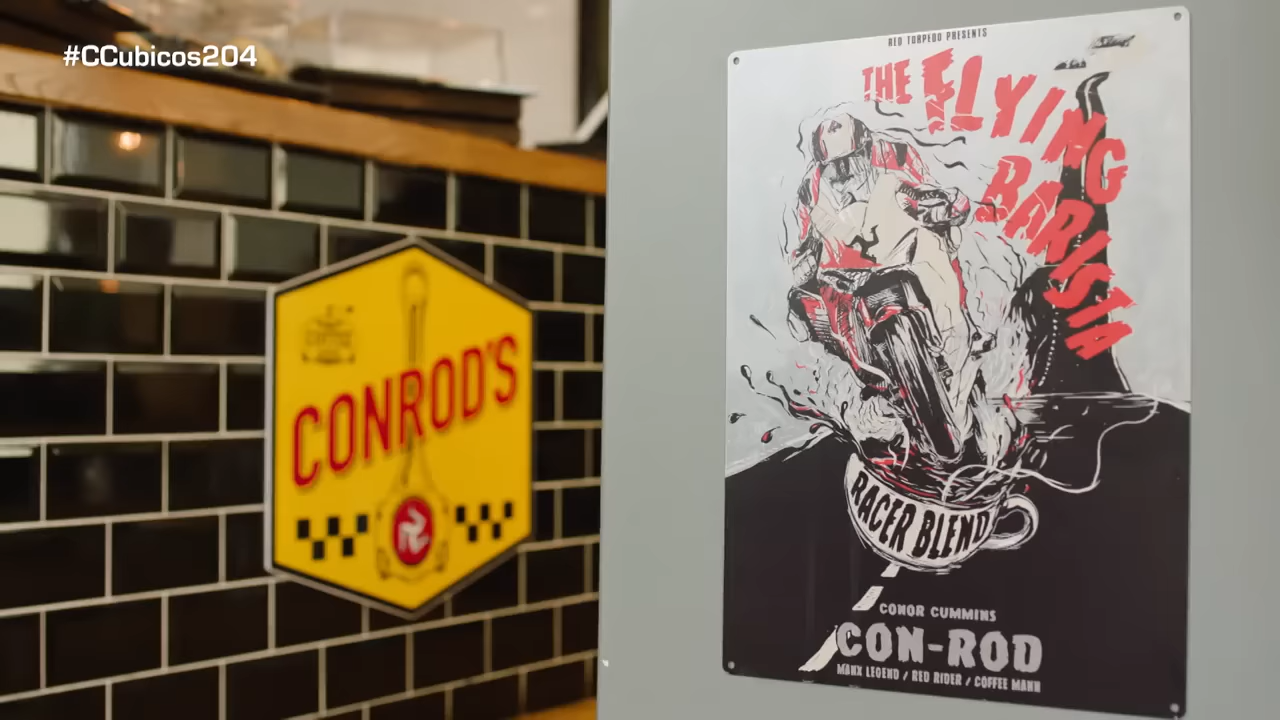 #CCubicos204
CONROD'S
RED TORPEDO PRESENTS
THE FLYING
BARISTA
RACER BLEND
CONOR CUMMINS
CON-ROD
MANX LEGEND / RED RIDER / COFFEE MANN